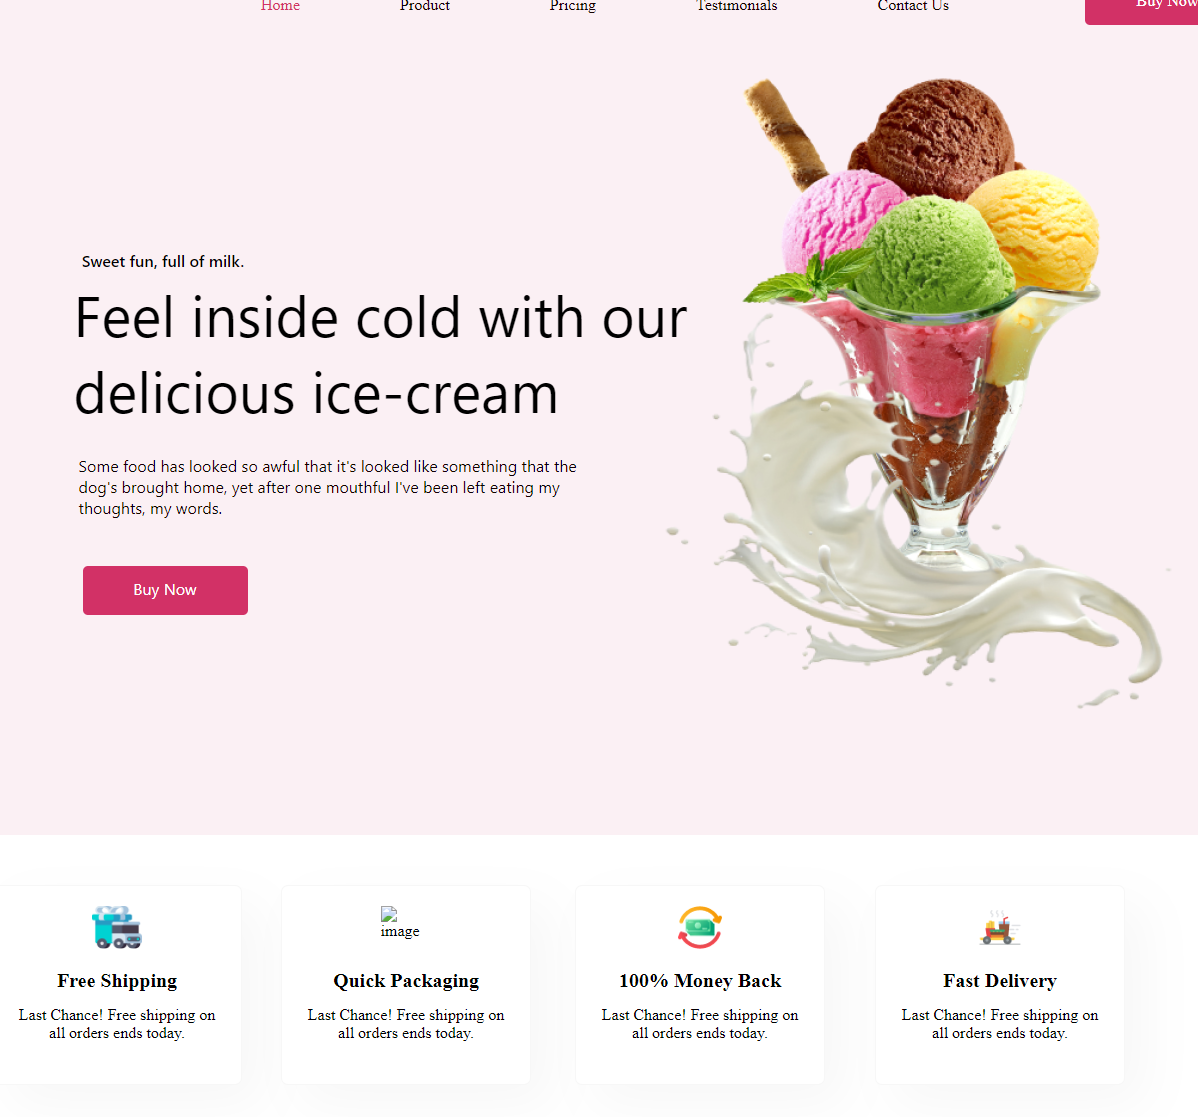 Home Product Pricing Testimonials Contact Us Buy Now
Sweet fun, full of milk.
Feel inside cold with our
delicious ice-cream
Some food has looked so awful that it's looked like something that the
dog's brought home, yet after one mouthful I've been left eating my
thoughts, my words.
Buy Now
image
Free Shipping
Last Chance! Free shipping on
all orders ends today.
Quick Packaging
Last Chance! Free shipping on
all orders ends today.
100% Money Back
Last Chance! Free shipping on
all orders ends today.
Fast Delivery
Last Chance! Free shipping on
all orders ends today.